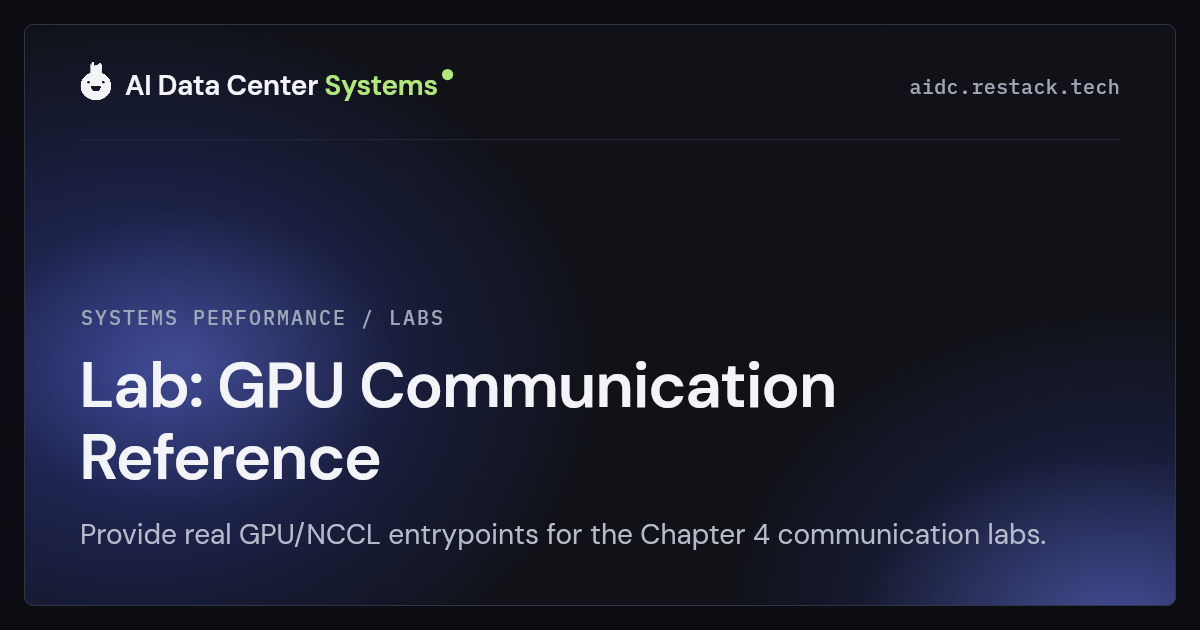 AI Data Center Systems
aidc.restack.tech
SYSTEMS PERFORMANCE / LABS
Lab: GPU Communication
Reference
Provide real GPU/NCCL entrypoints for the Chapter 4 communication labs.